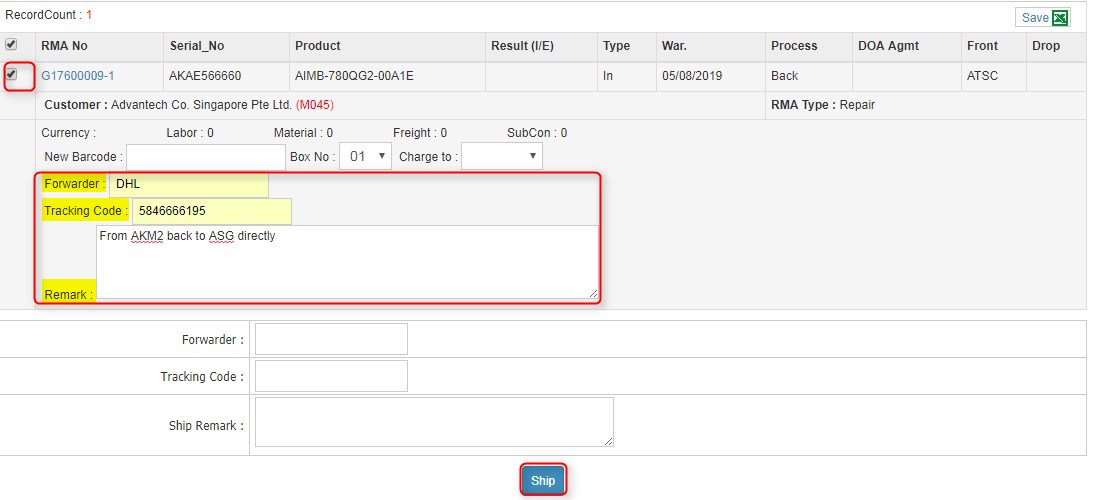 RecordCount : 1
Save
RMA No Serial_No Product Result (I/E) Type War. Process DOA Agmt Front Drop
G17600009-1 AKAE566660 AIMB-780QG2-00A1E In 05/08/2019 Back ATSC
Customer : Advantech Co. Singapore Pte Ltd. (M045) RMA Type : Repair
Currency : Labor : 0 Material : 0 Freight : 0 SubCon : 0
New Barcode : Box No : 01 Charge to :
Forwarder : DHL
Tracking Code : 5846666195
From AKM2 back to ASG directly
Remark :
Forwarder :
Tracking Code :
Ship Remark :
Ship